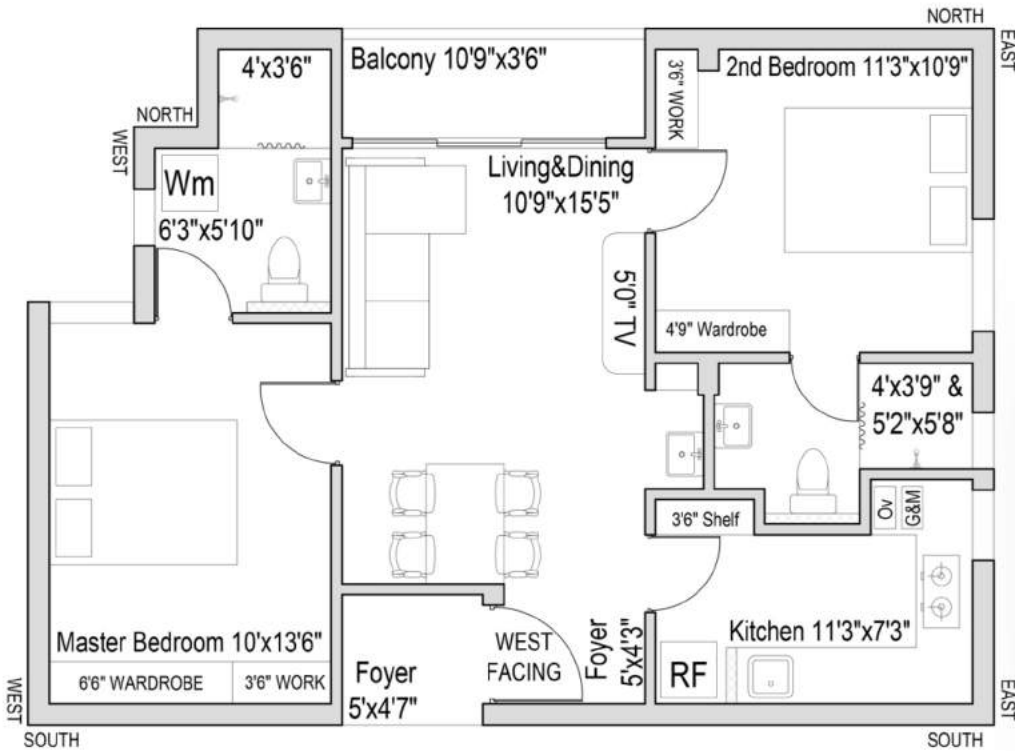 NORTH
EAST
4'x3'6"
Balcony 10'9"x3'6"
3'6" WORK
2nd Bedroom 11'3"x10'9"
NORTH
WEST
Wm
6'3"x5'10"
Living&Dining
10'9"x15'5"
5'0" TV
4'9" Wardrobe
4'x3'9" &
5'2"x5'8"
3'6" Shelf
Ov
G&M
Master Bedroom 10'x13'6"
6'6" WARDROBE
3'6" WORK
Foyer
5'x4'7"
WEST
FACING
Foyer
5'x4'3"
Kitchen 11'3"x7'3"
RF
WEST
SOUTH
EAST
SOUTH